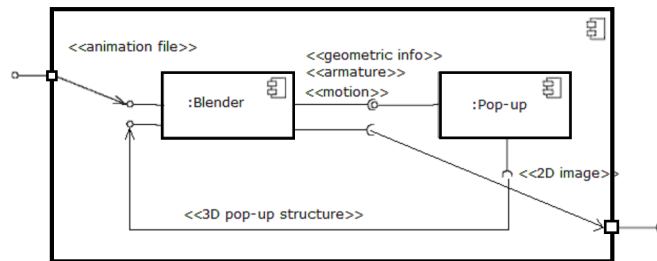 <<animation file>>
<<geometric info>>
<<armature>>
<<motion>>
:Blender
:Pop-up
<<2D image>>
<<3D pop-up structure>>